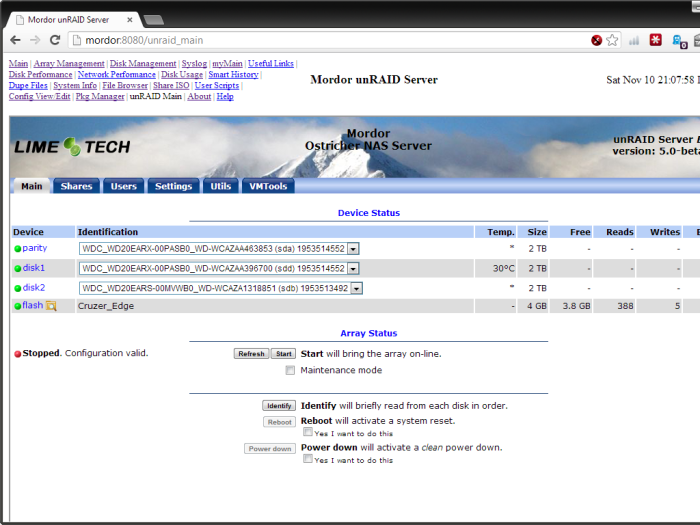 Mordor unRAID Server
mordor:8080/unraid_main
Main | Array Management | Disk Management | Syslog | myMain | Useful Links |
Disk Performance | Network Performance | Disk Usage | Smart History |
Dupe Files | System Info | File Browser | Share ISO | User Scripts |
Config View/Edit | Pkg Manager | unRAID Main | About | Help
Mordor unRAID Server
Sat Nov 10 21:07:58
LIME TECH
Mordor
Ostricher NAS Server
unRAID Server
version: 5.0-beta
Main Shares Users Settings Utils VMTools
Device Status
Device Identification Temp. Size Free Reads Writes
parity WDC_WD20EARX-00PASB0_WD-WCAZAA463853 (sda) 1953514552 * 2 TB - - -
disk1 WDC_WD20EARX-00PASB0_WD-WCAZAA396700 (sdd) 1953514552 30°C 2 TB - - -
disk2 WDC_WD20EARS-00MVWB0_WD-WCAZA1318851 (sdb) 1953513492 * 2 TB - - -
flash Cruzer_Edge - 4 GB 3.8 GB 388 5
Array Status
Stopped. Configuration valid. Refresh Start Start will bring the array on-line.
Maintenance mode
Identify Identify will briefly read from each disk in order.
Reboot Reboot will activate a system reset.
Yes I want to do this
Power down Power down will activate a clean power down.
Yes I want to do this